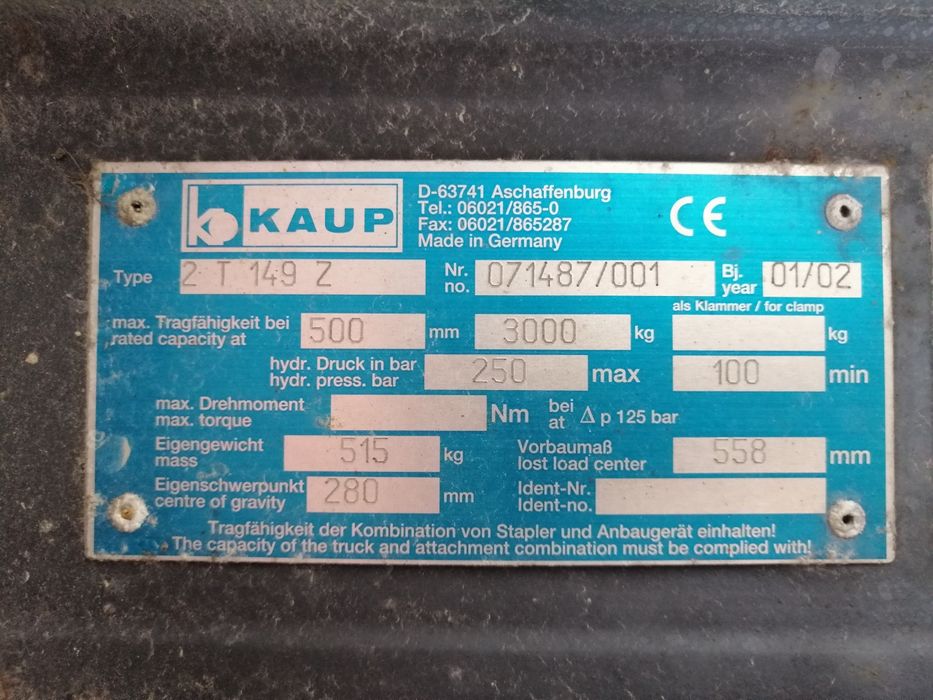 KAUP
D-63741 Aschaffenburg
Tel.: 06021/865-0
Fax: 06021/865287
Made in Germany
CE
Type 2 T 149 Z Nr. no. 071487/001 Bj. year 01/02
als Klammer / for clamp
max. Tragfähigkeit bei
rated capacity at 500 mm 3000 kg kg
hydr. Druck in bar
hydr. press. bar 250 max 100 min
max. Drehmoment
max. torque Nm bei at Δ p 125 bar
Eigengewicht
mass 515 kg
Vorbaumaß
lost load center 558 mm
Eigenschwerpunkt
centre of gravity 280 mm
Ident-Nr.
Ident-no.
Tragfähigkeit der Kombination von Stapler und Anbaugerät einhalten!
The capacity of the truck and attachment combination must be complied with!